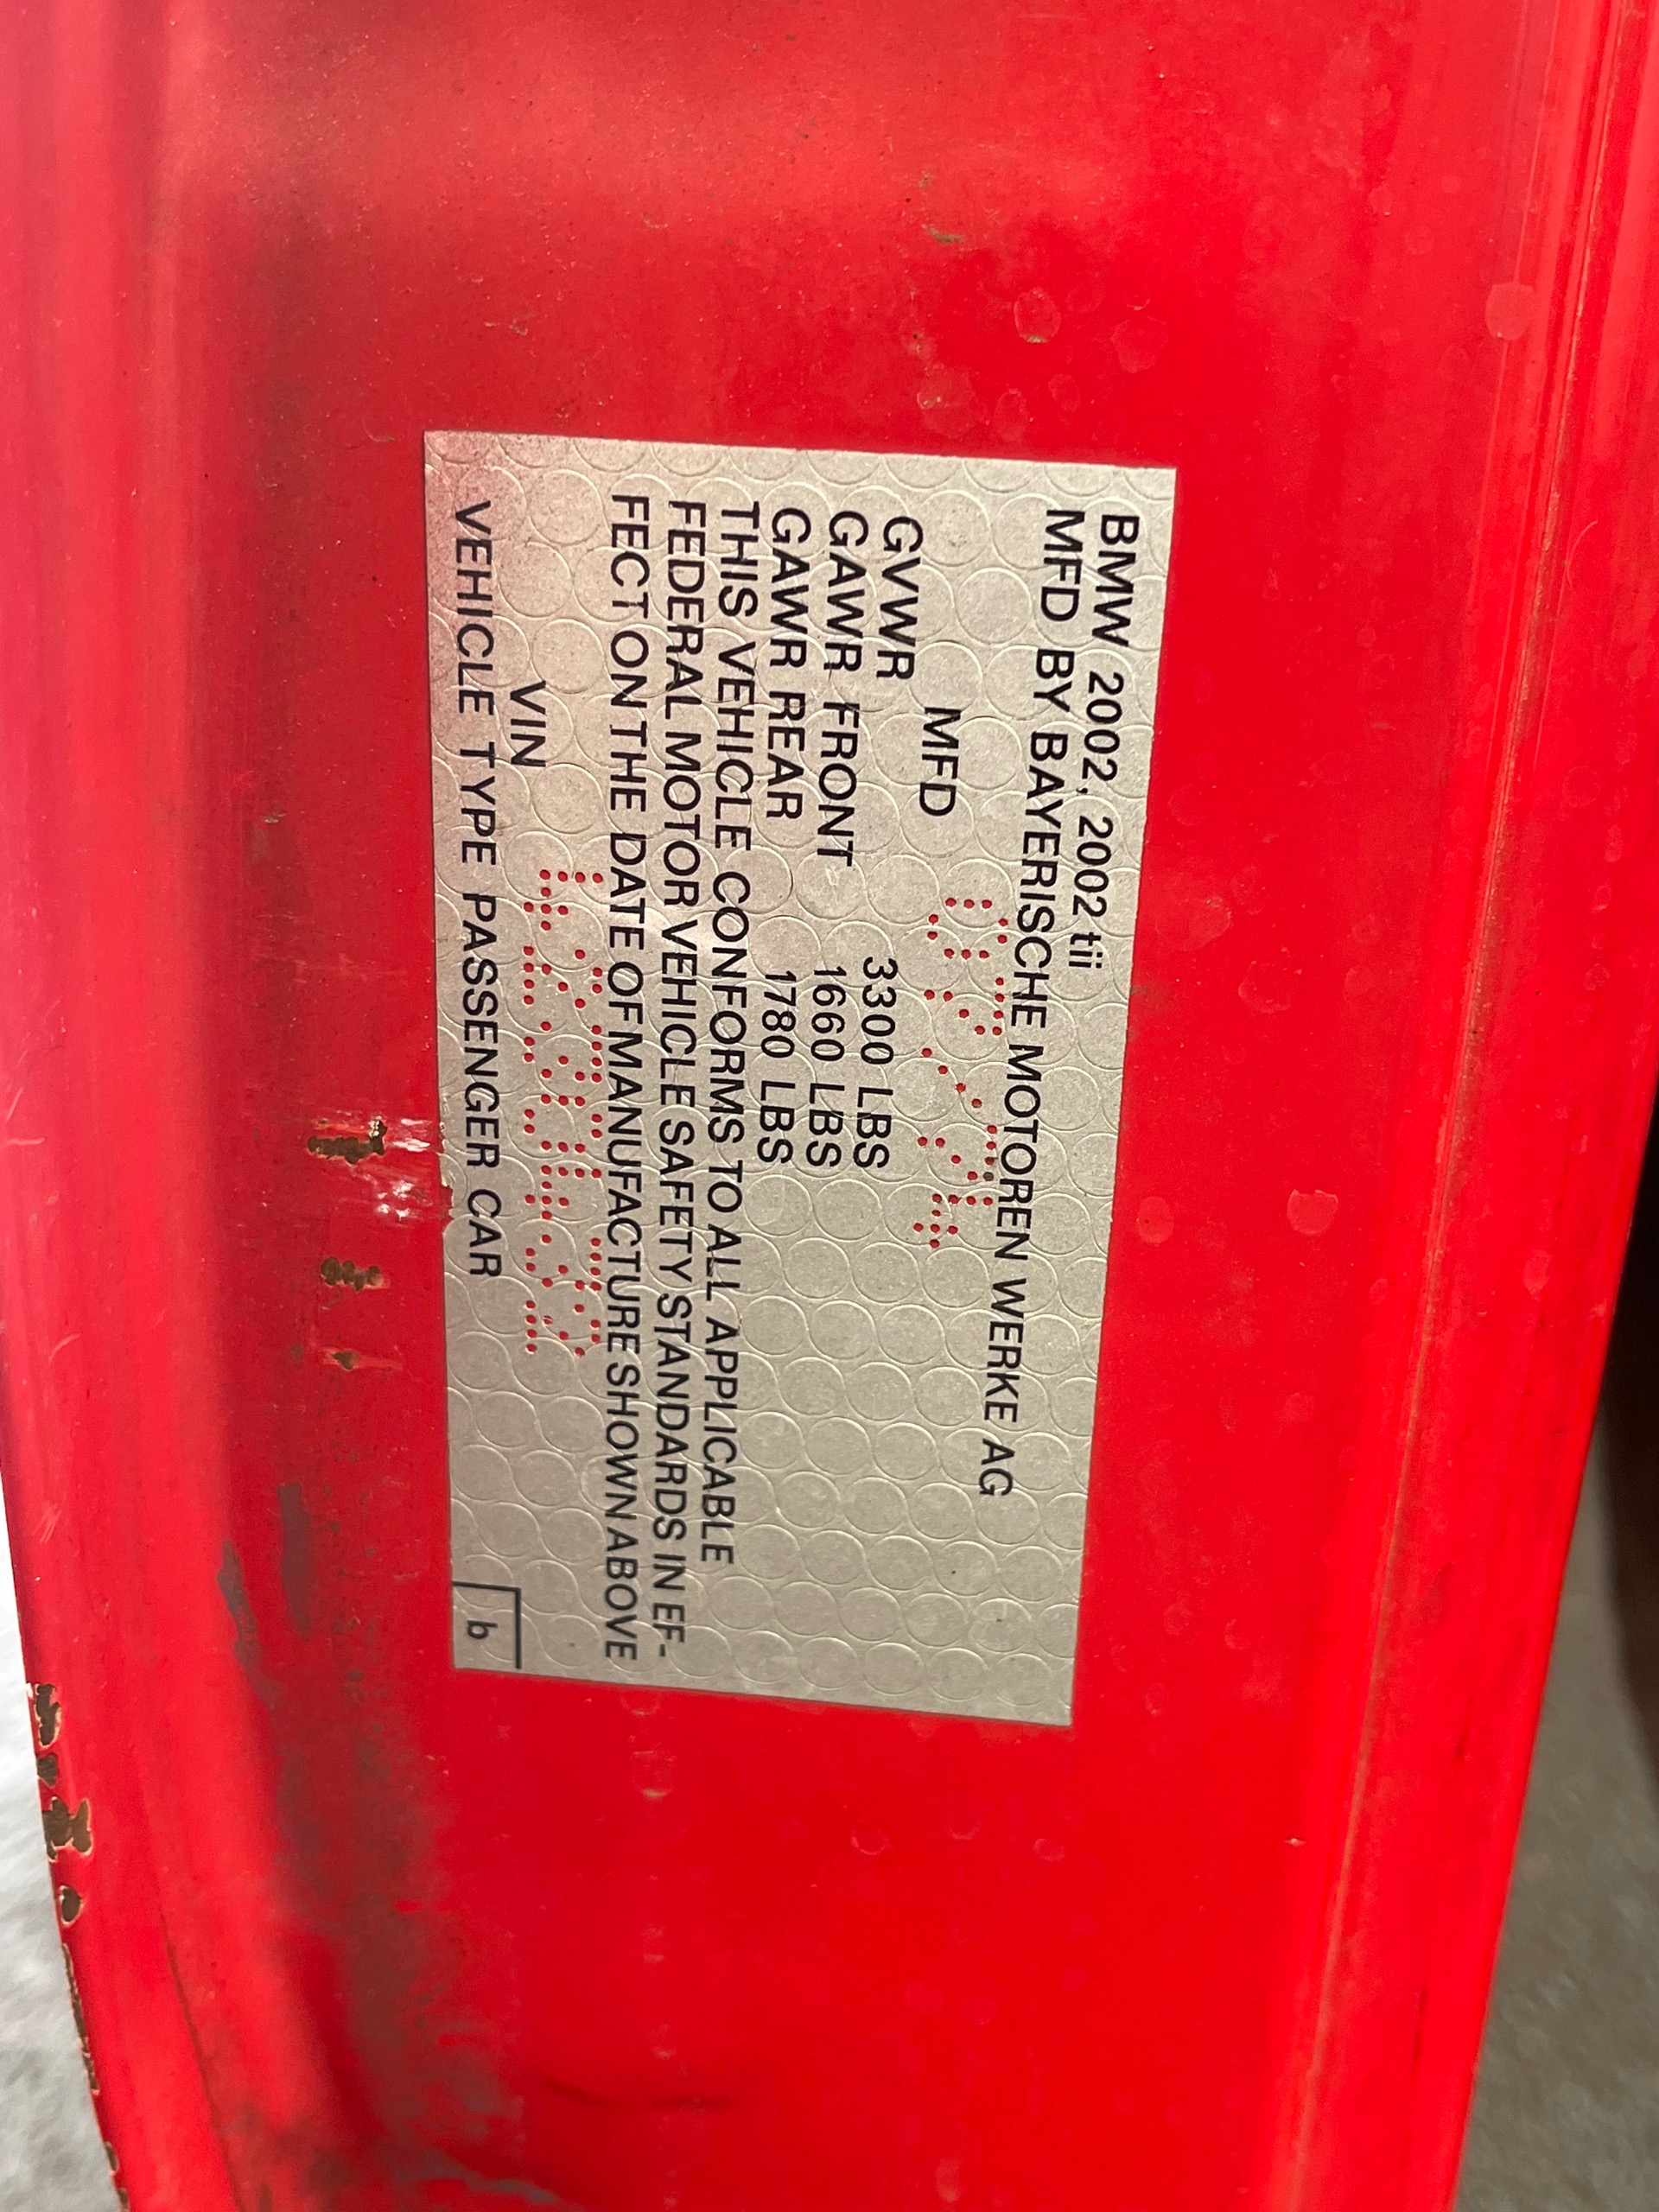 BMW 2002, 2002 tii
MFD BY BAYERISCHE MOTOREN WERKE AG
MFD
GVWR 3300 LBS
GAWR FRONT 1660 LBS
GAWR REAR 1780 LBS
THIS VEHICLE CONFORMS TO ALL APPLICABLE
FEDERAL MOTOR VEHICLE SAFETY STANDARDS IN EF-
FECT ON THE DATE OF MANUFACTURE SHOWN ABOVE
VIN
VEHICLE TYPE PASSENGER CAR
b